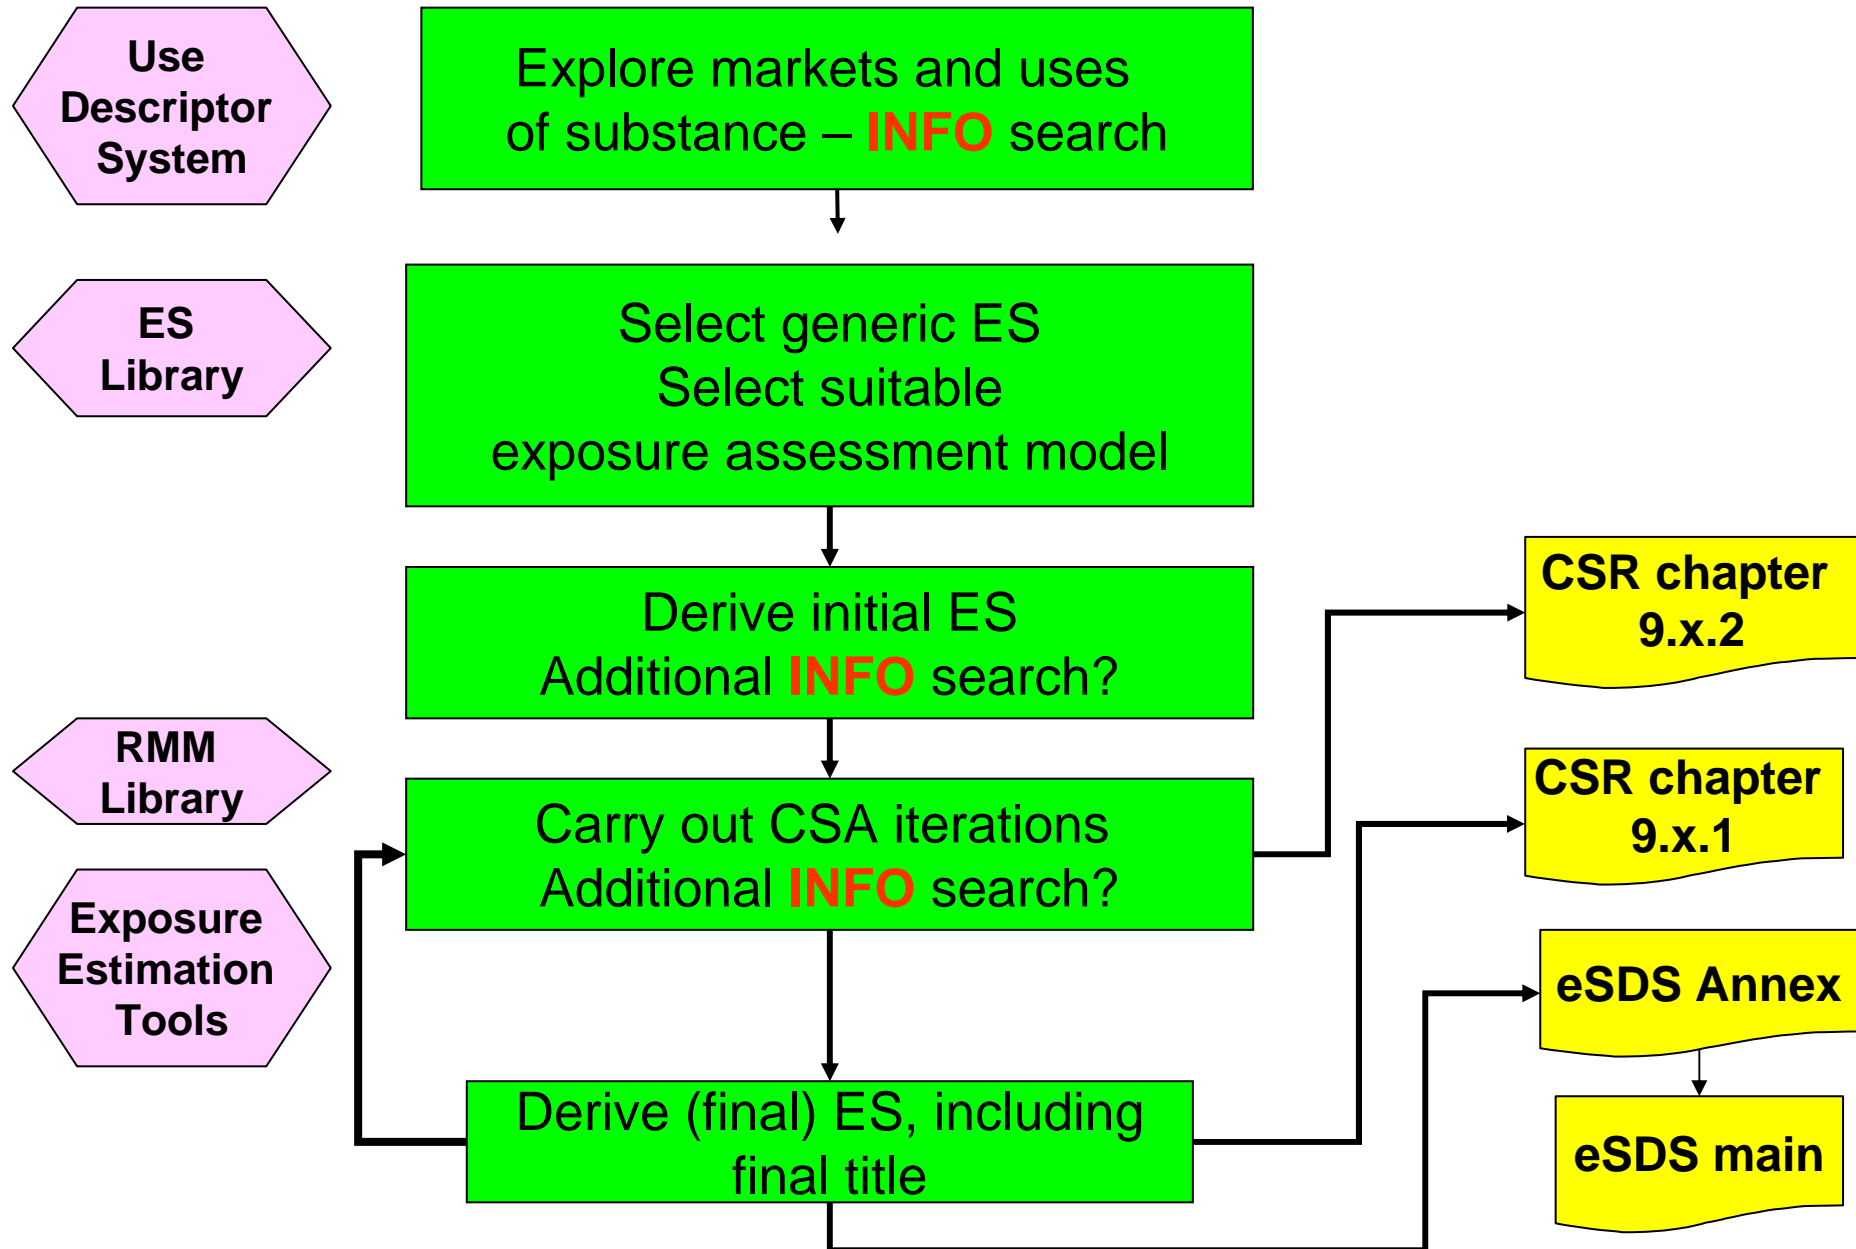 Use
Descriptor
System
Explore markets and uses
of substance – INFO search
ES
Library
Select generic ES
Select suitable
exposure assessment model
Derive initial ES
Additional INFO search?
CSR chapter
9.x.2
RMM
Library
Carry out CSA iterations
Additional INFO search?
CSR chapter
9.x.1
Exposure
Estimation
Tools
eSDS Annex
Derive (final) ES, including
final title
eSDS main